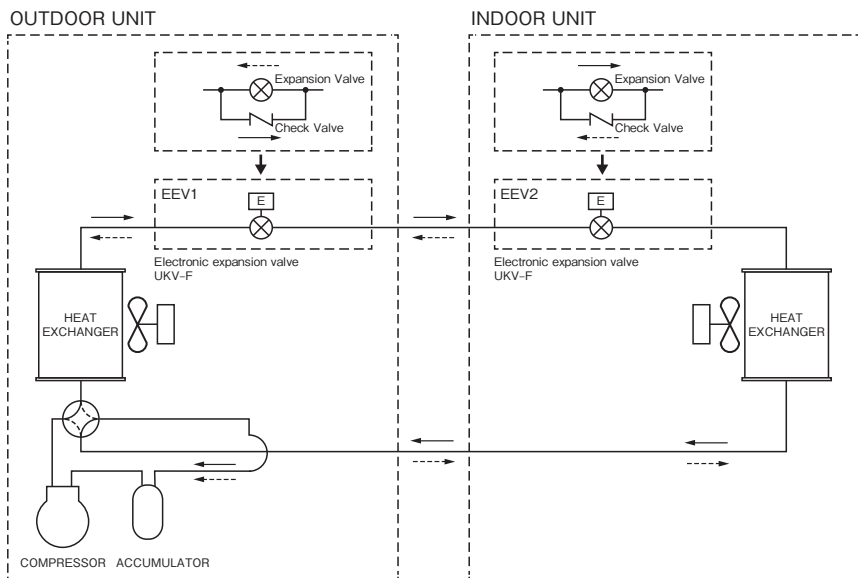 OUTDOOR UNIT
INDOOR UNIT
Expansion Valve
Check Valve
Expansion Valve
Check Valve
EEV1
E
EEV2
E
Electronic expansion valve
UKV-F
Electronic expansion valve
UKV-F
HEAT
EXCHANGER
HEAT
EXCHANGER
COMPRESSOR
ACCUMULATOR